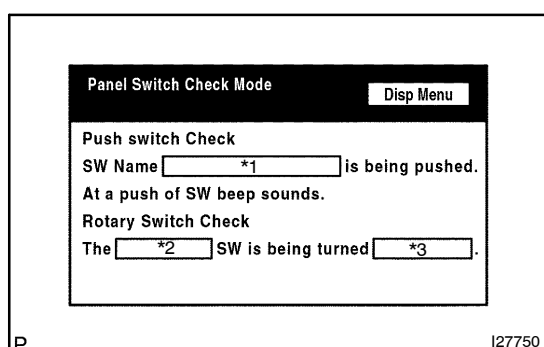 Panel Switch Check Mode
Disp Menu
Push switch Check
SW Name *1 is being pushed.
At a push of SW beep sounds.
Rotary Switch Check
The *2 SW is being turned *3 .
P
I27750